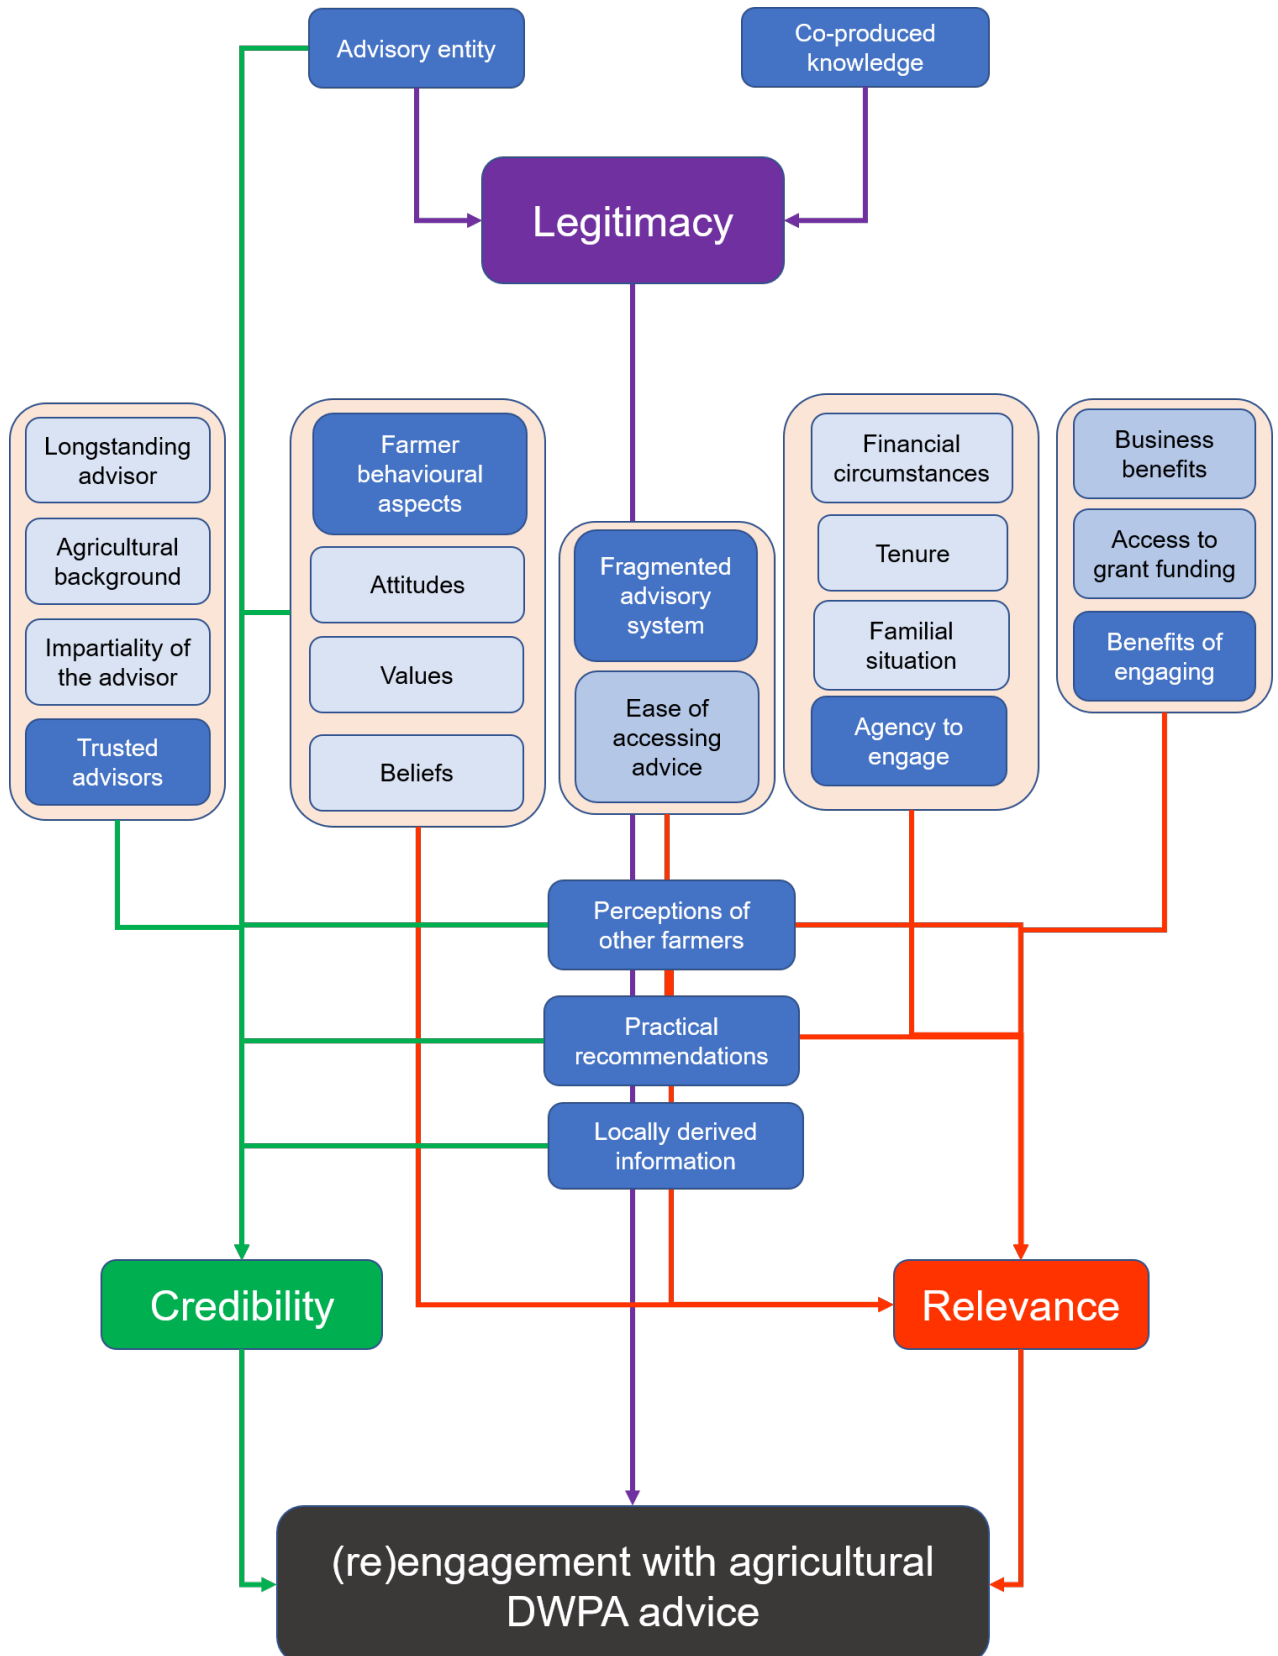 Advisory entity
Co-produced
knowledge
Legitimacy
Longstanding
advisor
Agricultural
background
Impartiality of
the advisor
Trusted
advisors
Farmer
behavioural
aspects
Attitudes
Values
Beliefs
Fragmented
advisory
system
Ease of
accessing
advice
Financial
circumstances
Tenure
Familial
situation
Agency to
engage
Business
benefits
Access to
grant funding
Benefits of
engaging
Perceptions of
other farmers
Practical
recommendations
Locally derived
information
Credibility
Relevance
(re)engagement with agricultural
DWPA advice